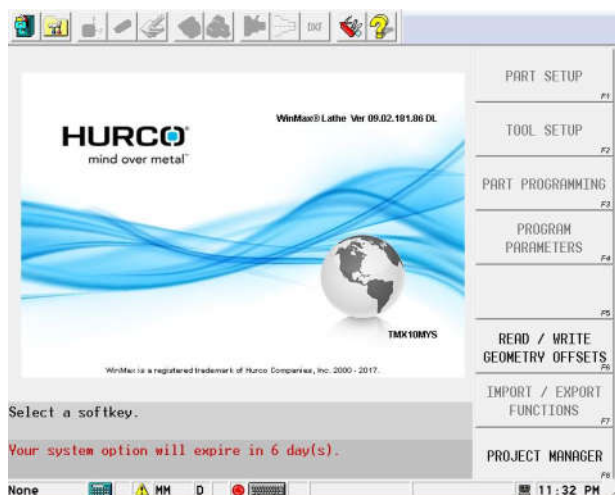 DXF
HURCO
mind over metal™
WinMax® Lathe Ver 09.02.181.86 DL
TMX10MYS
WinMax is a registered trademark of Hurco Companies, Inc. 2000 - 2017.
PART SETUP
F1
TOOL SETUP
F2
PART PROGRAMMING
F3
PROGRAM
PARAMETERS
F4
F5
READ / WRITE
GEOMETRY OFFSETS
F6
IMPORT / EXPORT
FUNCTIONS
F7
PROJECT MANAGER
F8
Select a softkey.
Your system option will expire in 6 day(s).
None
MM
D
11:32 PM